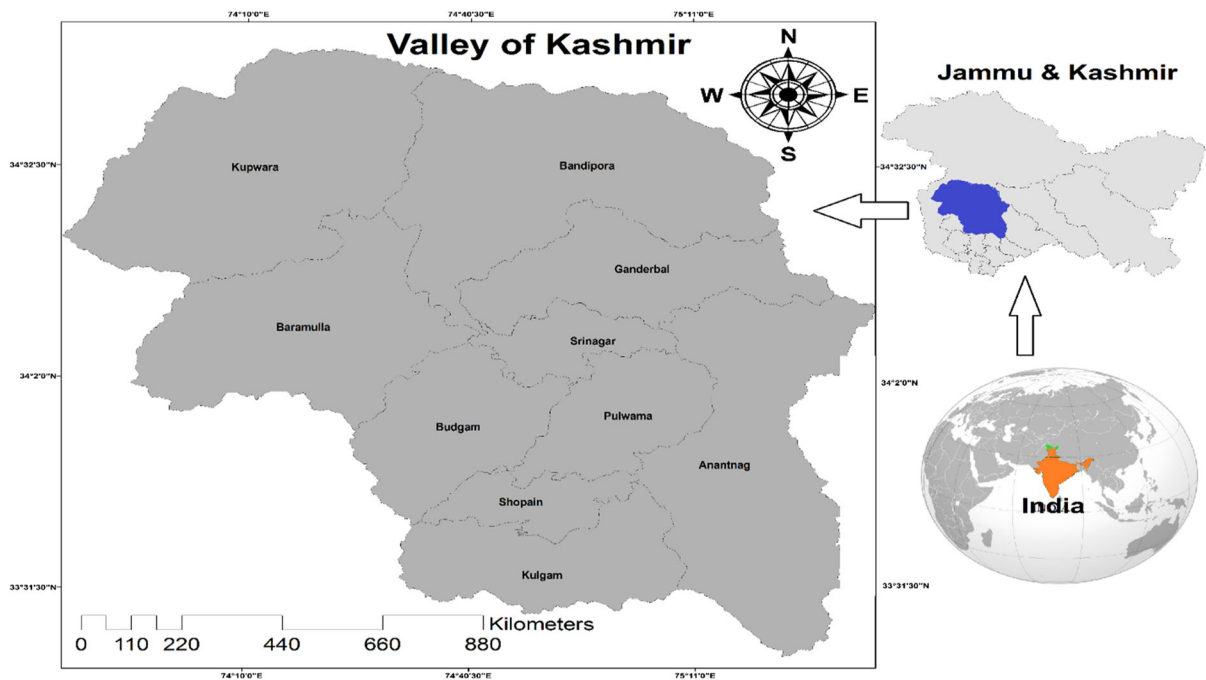 74°10'0"E 74°40'30"E 75°11'0"E
Valley of Kashmir
N
W E
S
Jammu & Kashmir
34°32'30"N
34°32'30"N
Kupwara
Bandipora
Ganderbal
Baramulla
Srinagar
34°2'0"N
34°2'0"N
Pulwama
Budgam
Anantnag
Shopain
India
Kulgam
33°31'30"N
33°31'30"N
Kilometers
0 110 220 440 660 880
74°10'0"E 74°40'30"E 75°11'0"E